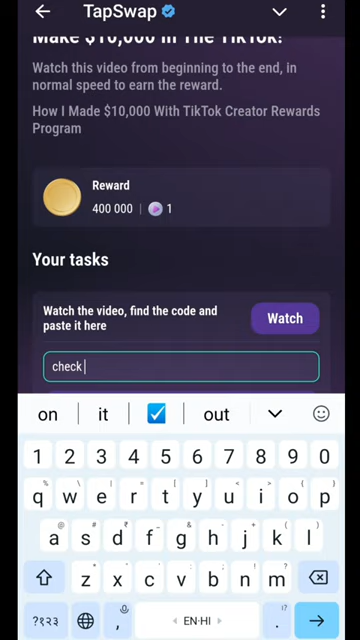 TapSwap
Make $10,000 In The TikTok!
Watch this video from beginning to the end, in
normal speed to earn the reward.
How I Made $10,000 With TikTok Creator Rewards
Program
Reward
400 000 | 1
Your tasks
Watch the video, find the code and
paste it here
Watch
check
on it out
1 2 3 4 5 6 7 8 9 0
q w e r t y u i o p
a s d f g h j k l
z x c v b n m
?१२३ , EN·HI .